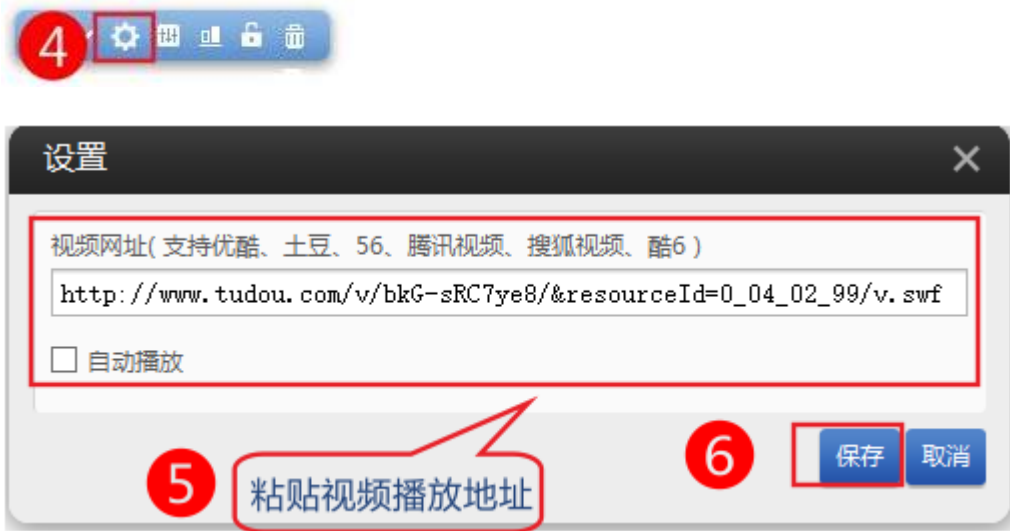 4
设置
视频网址( 支持优酷、土豆、56、腾讯视频、搜狐视频、酷6 )
http://www.tudou.com/v/bkG-sRC7ye8/&resourceId=0_04_02_99/v.swf
自动播放
5
粘贴视频播放地址
6
保存
取消